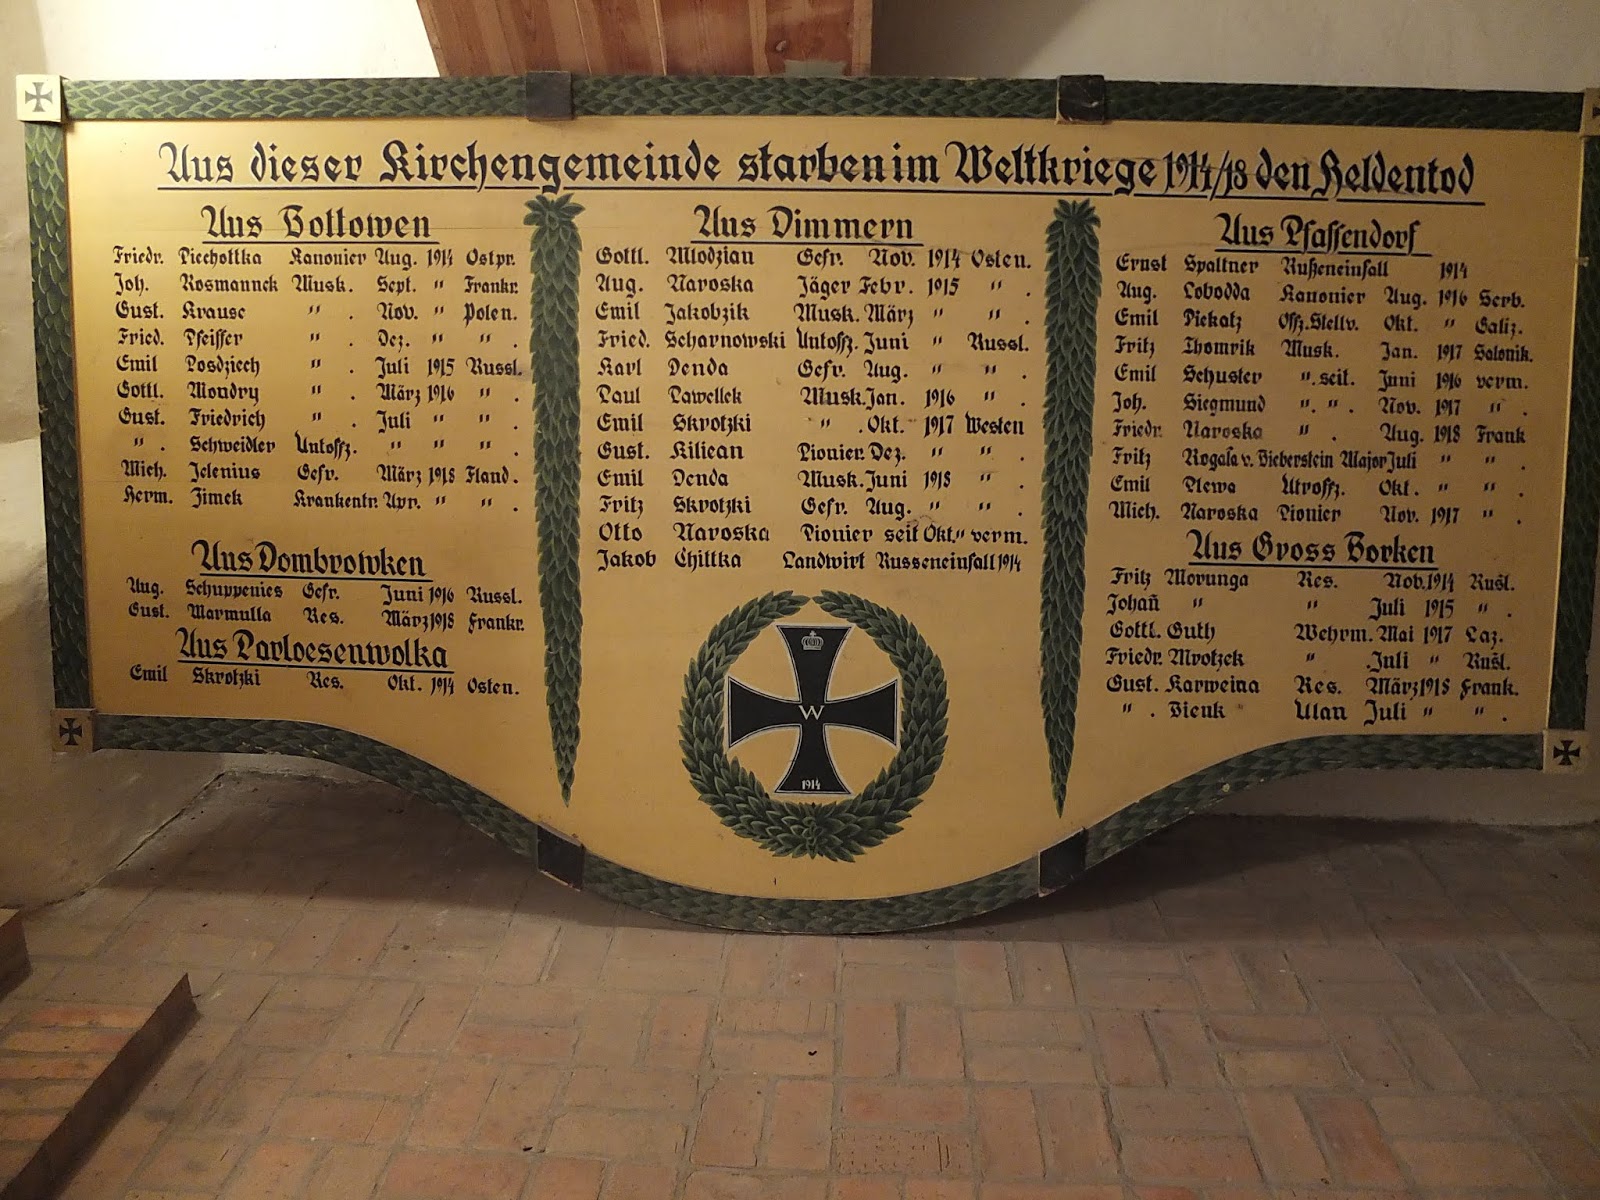 Aus dieser Kirchengemeinde starben im Weltkriege 1914/18 den Heldentod
Aus Bottowen
Friedr. Piechottka Kanonier Aug. 1914 Ostpr.
Joh. Rosmanneck Musk. Sept. " Frankr.
Gust. Krause " . Nov. " Polen.
Fried. Pfeiffer " . Dez. " " .
Emil Posdziech " . Juli 1915 Russl.
Gottl. Mondry " . März 1916 " .
Gust. Friedrich " . Juli " " .
" . Schweidler Untoffz. " " " .
Mich. Jelenius Gefr. März 1918 Fland.
Herm. Zimek Krankentr. Apr. " " .
Aus Dombrowken
Aug. Schuppenies Gefr. Juni 1916 Russl.
Gust. Marmulla Res. März 1918 Frankr.
Aus Parloesenwolka
Emil Skrotzki Res. Okt. 1914 Osten.
Aus Dimmern
Gottl. Mlodzian Gefr. Nov. 1914 Osten.
Aug. Naroska Jäger Febr. 1915 " .
Emil Jakobzik Musk. März " " .
Fried. Scharnowski Untoffz. Juni " Russl.
Karl Denda Gefr. Aug. " " .
Paul Pawellek Musk. Jan. 1916 " .
Emil Skrotzki " . Okt. 1917 Westen
Gust. Kilican Pionier Dez. " " .
Emil Denda Musk. Juni 1918 " .
Fritz Skrotzki Gefr. Aug. " " .
Otto Naroska Pionier seit Okt. " verm.
Jakob Chilttka Landwirt Russeneinfall 1914
W
1914
Aus Pfaffendorf
Ernst Spaltner Rußeneinfall 1914
Aug. Lobodda Kanonier Aug. 1916 Serb.
Emil Piekatz Offz. Stellv. Okt. " Galiz.
Fritz Thomzik Musk. Jan. 1917 Salonik.
Emil Schuster " . seit. Juni 1916 verm.
Joh. Siegmund " . " . Nov. 1917 " .
Friedr. Naroska " . Aug. 1918 Frank
Fritz Rogala v. Bieberstein Major Juli " " .
Emil Plewa Utroffz. Okt. " " .
Mich. Naroska Pionier Nov. 1917 " .
Aus Gross Borken
Fritz Morunga Res. Nov. 1914 Rußl.
Johañ " " Juli 1915 " .
Gottl. Guth Wehrm. Mai 1917 Laz.
Friedr. Mrotzek " . Juli " Rußl.
Gust. Karweina Res. März 1918 Frank.
" . Bienk Ulan Juli " " .